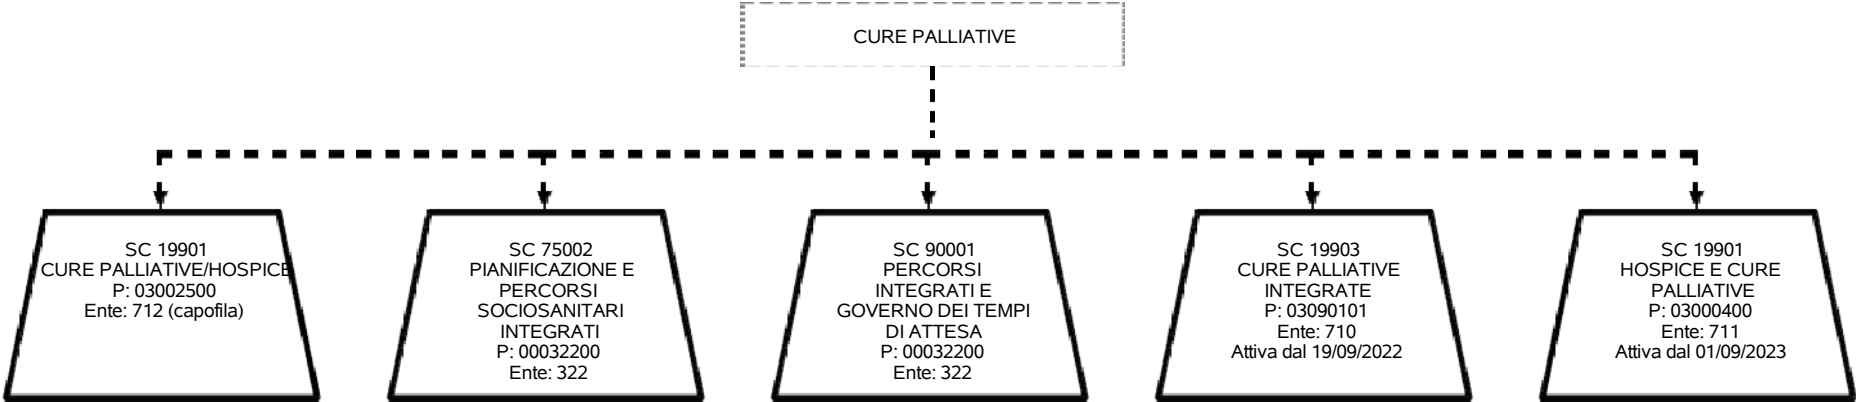 CURE PALLIATIVE
SC 19901
CURE PALLIATIVE/HOSPICE
P: 03002500
Ente: 712 (capofila)
SC 75002
PIANIFICAZIONE E
PERCORSI
SOCIOSANITARI
INTEGRATI
P: 00032200
Ente: 322
SC 90001
PERCORSI
INTEGRATI E
GOVERNO DEI TEMPI
DI ATTESA
P: 00032200
Ente: 322
SC 19903
CURE PALLIATIVE
INTEGRATE
P: 03090101
Ente: 710
Attiva dal 19/09/2022
SC 19901
HOSPICE E CURE
PALLIATIVE
P: 03000400
Ente: 711
Attiva dal 01/09/2023